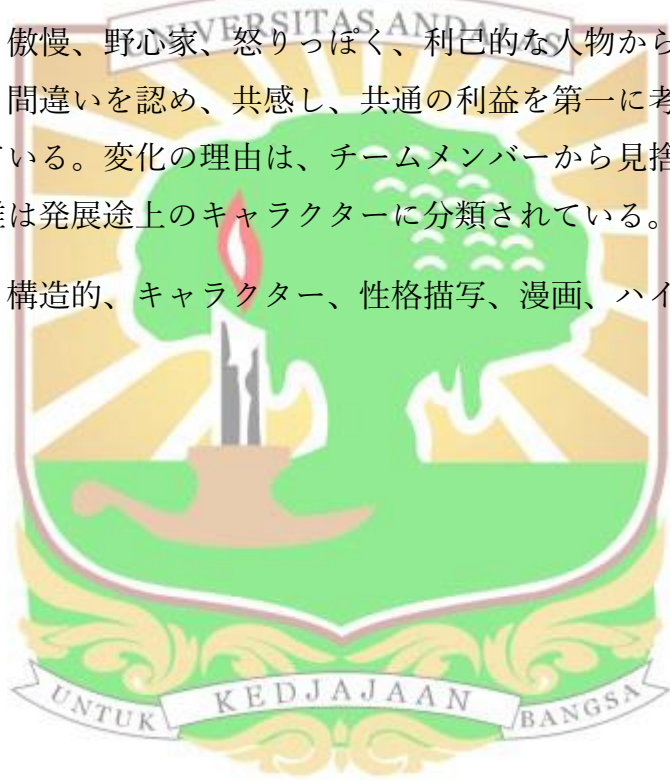 UNIVERSITAS ANDALAS
傲慢、野心家、怒りっぽく、利己的な人物から
間違いを認め、共感し、共通の利益を第一に考
いる。変化の理由は、チームメンバーから見捨
は発展途上のキャラクターに分類されている。
構造的、キャラクター、性格描写、漫画、ハイ
UNTUK KEDJAJAAN BANGSA